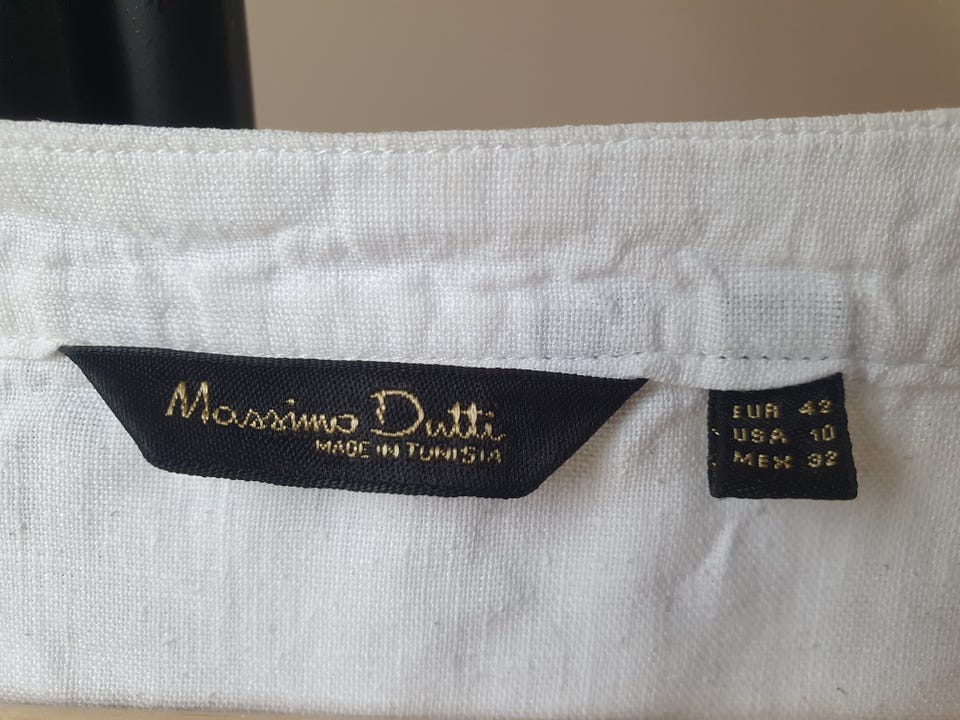 Massimo Dutti
MADE IN TUNISIA
EUR 42
USA 10
MEX 32